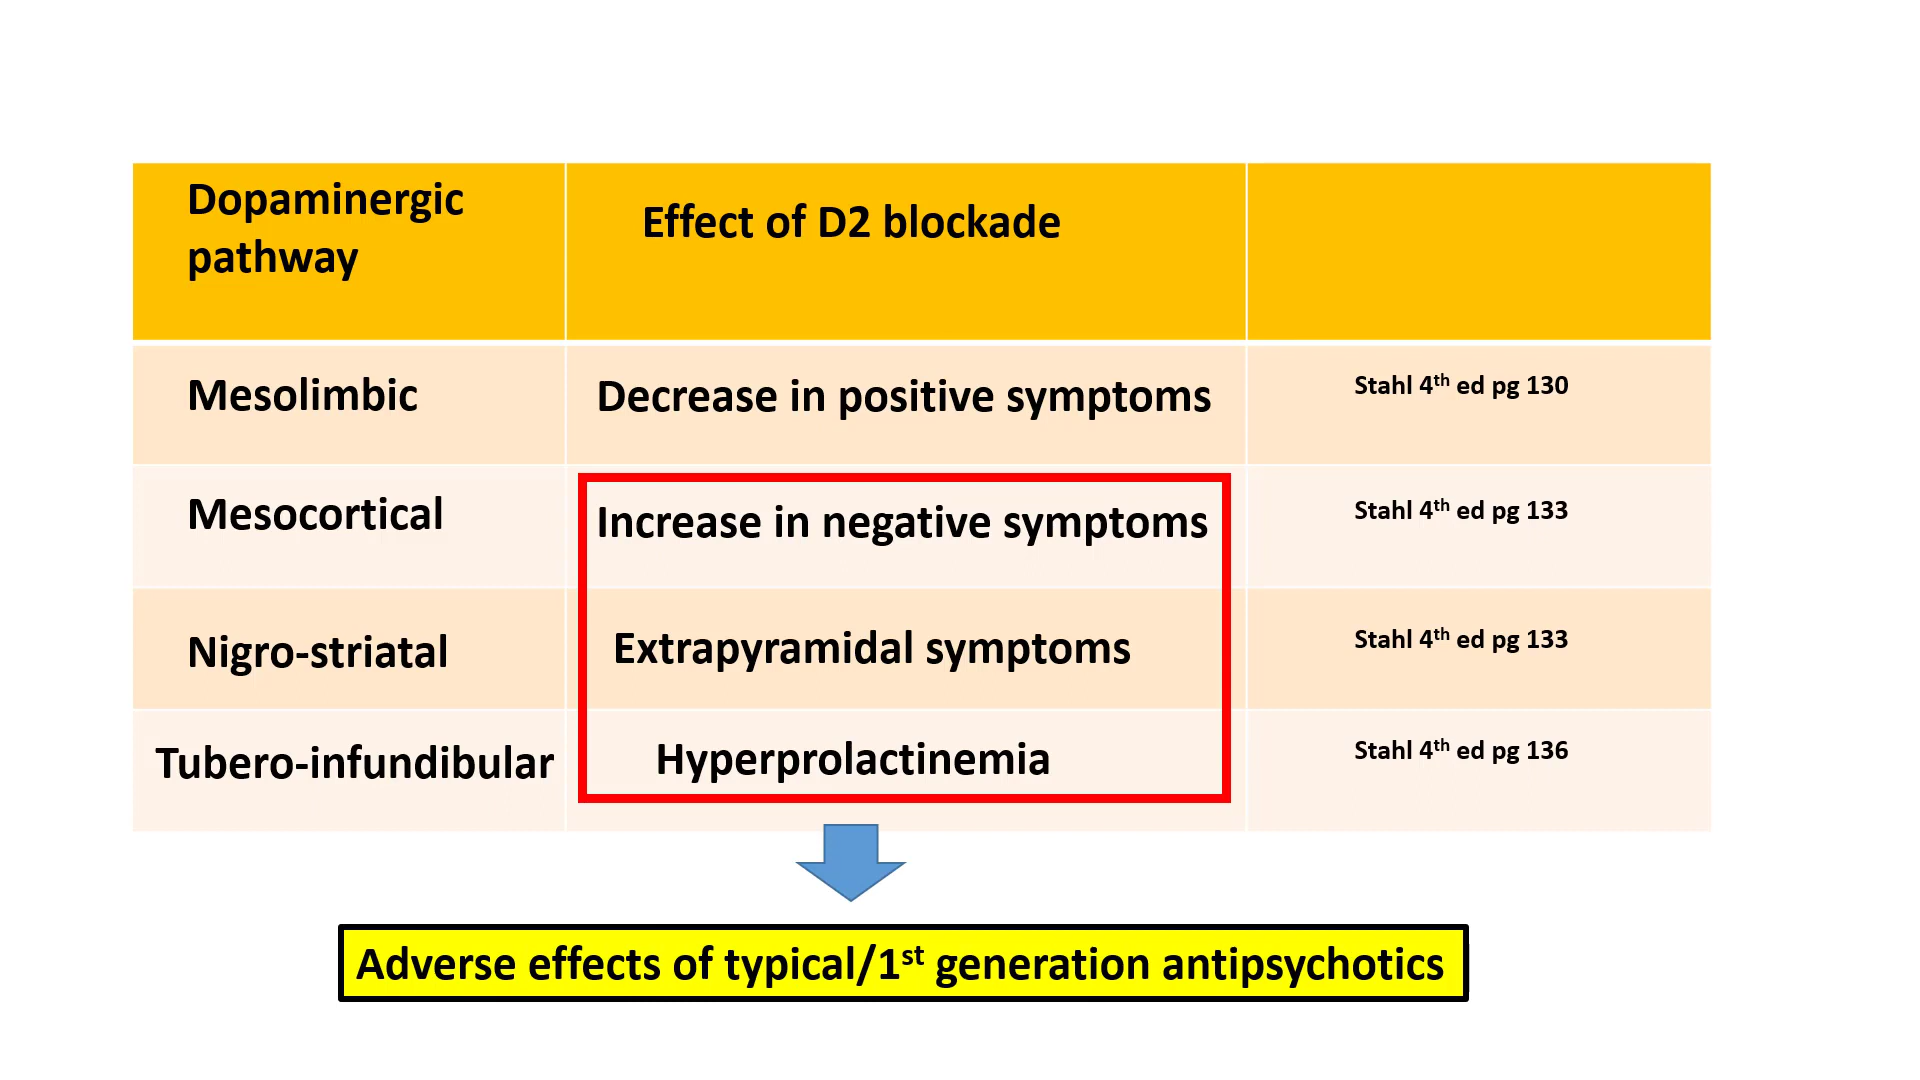 Dopaminergic
pathway
Effect of D2 blockade
Mesolimbic
Decrease in positive symptoms
Stahl 4th ed pg 130
Mesocortical
Increase in negative symptoms
Stahl 4th ed pg 133
Nigro-striatal
Extrapyramidal symptoms
Stahl 4th ed pg 133
Tubero-infundibular
Hyperprolactinemia
Stahl 4th ed pg 136
Adverse effects of typical/1st generation antipsychotics